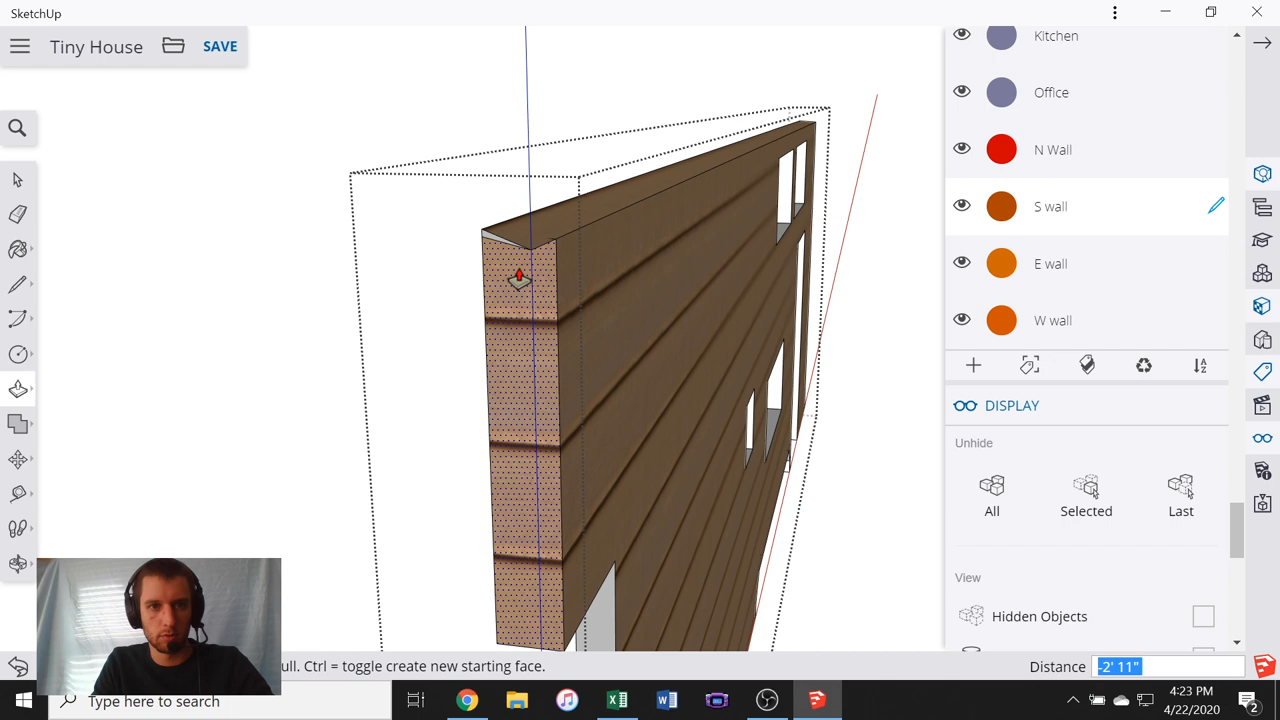 SketchUp
Tiny House
SAVE
Kitchen
Office
N Wall
S wall
E wall
W wall
DISPLAY
Unhide
All
Selected
Last
View
Hidden Objects
ull. Ctrl = toggle create new starting face.
Distance
-2' 11"
Type here to search
4:23 PM
4/22/2020
2